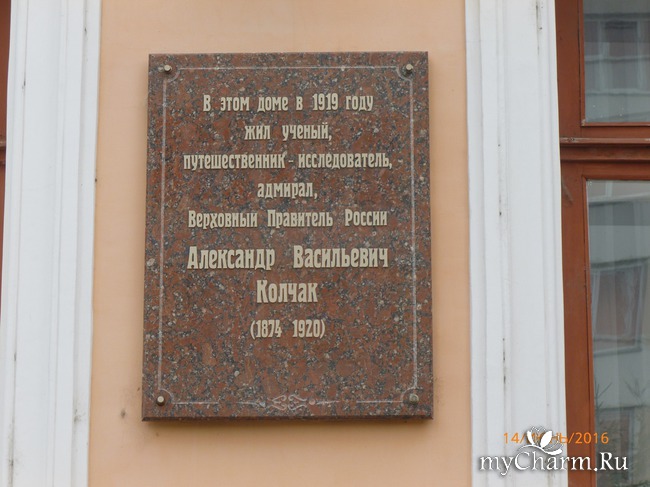 В этом доме в 1919 году
жил ученый,
путешественник - исследователь,
адмирал,
Верховный Правитель России
Александр Васильевич
Колчак
(1874 1920)
2016
myCharm.Ru